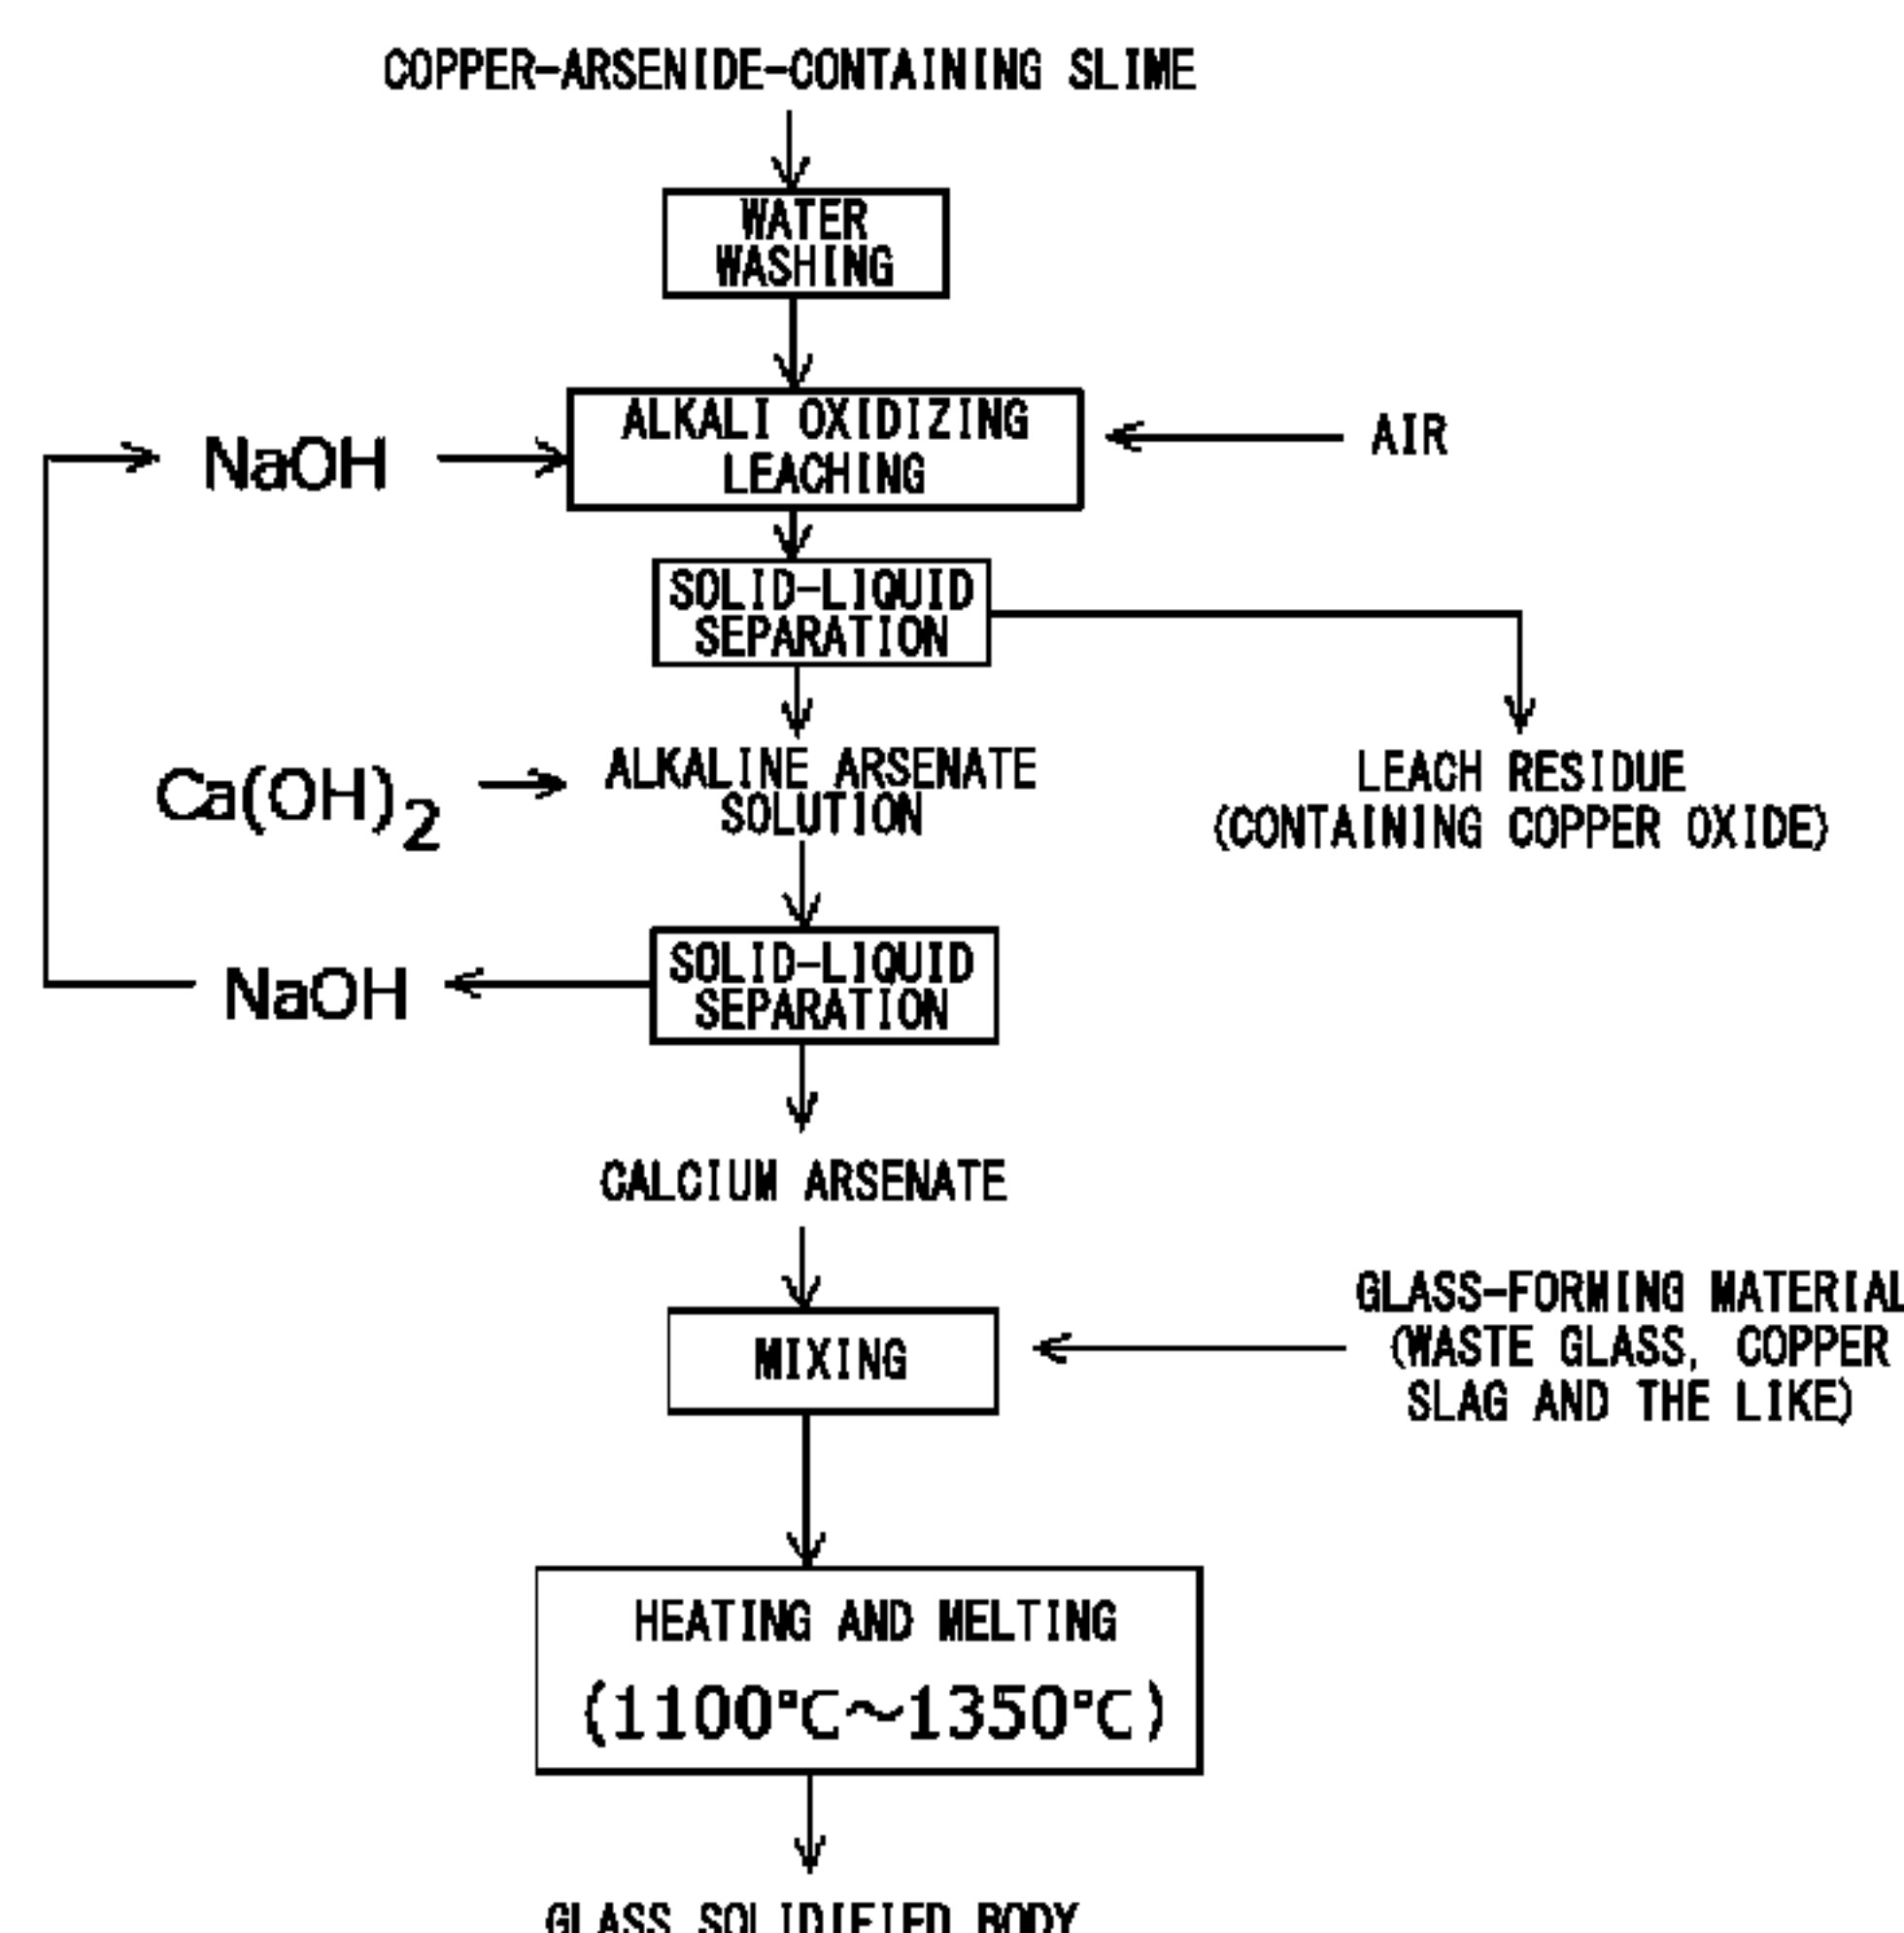 COPPER-ARSENIDE-CONTAINING SLIME
WATER
WASHING
ALKALI OXIDIZING
LEACHING
AIR
NaOH
SOLID-LIQUID
SEPARATION
ALKALINE ARSENATE
SOLUTION
Ca(OH)₂
LEACH RESIDUE
(CONTAINING COPPER OXIDE)
SOLID-LIQUID
SEPARATION
NaOH
CALCIUM ARSENATE
MIXING
GLASS-FORMING MATERIAL
(WASTE GLASS, COPPER
SLAG AND THE LIKE)
HEATING AND MELTING
(1100℃～1350℃)
GLASS SOLIDIFIED BODY